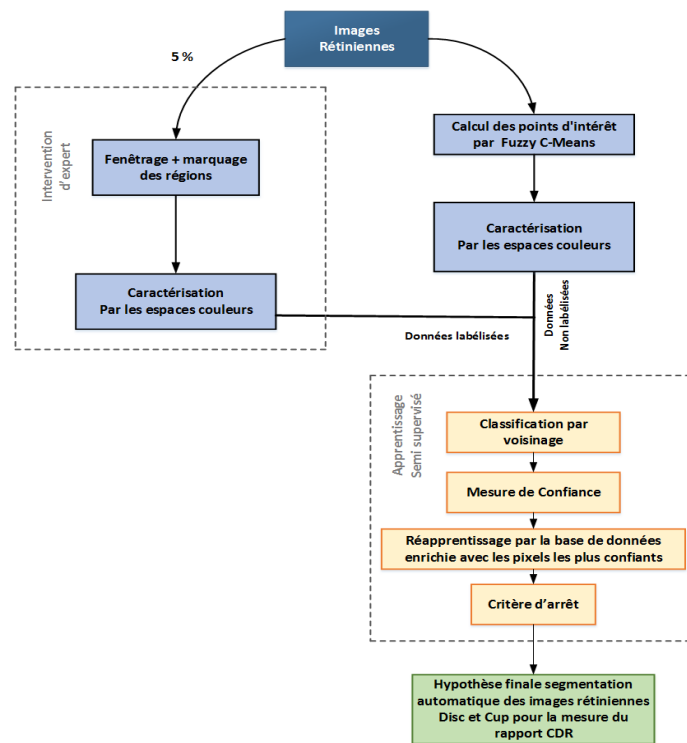 Images
Rétiniennes
5 %
Intervention
d'expert
Fenêtrage + marquage
des régions
Caractérisation
Par les espaces couleurs
Calcul des points d'intérêt
par Fuzzy C-Means
Caractérisation
Par les espaces couleurs
Données labélisées
Données
Non labélisées
Apprentissage
Semi supervisé
Classification par
voisinage
Mesure de Confiance
Réapprentissage par la base de données
enrichie avec les pixels les plus confiants
Critère d'arrêt
Hypothèse finale segmentation
automatique des images rétiniennes
Disc et Cup pour la mesure du
rapport CDR